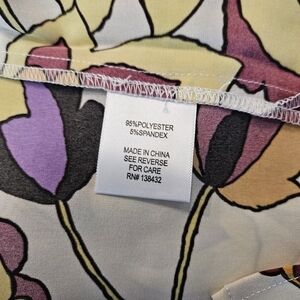 95%POLYESTER
5%SPANDEX
MADE IN CHINA
SEE REVERSE
FOR CARE
RN# 138432